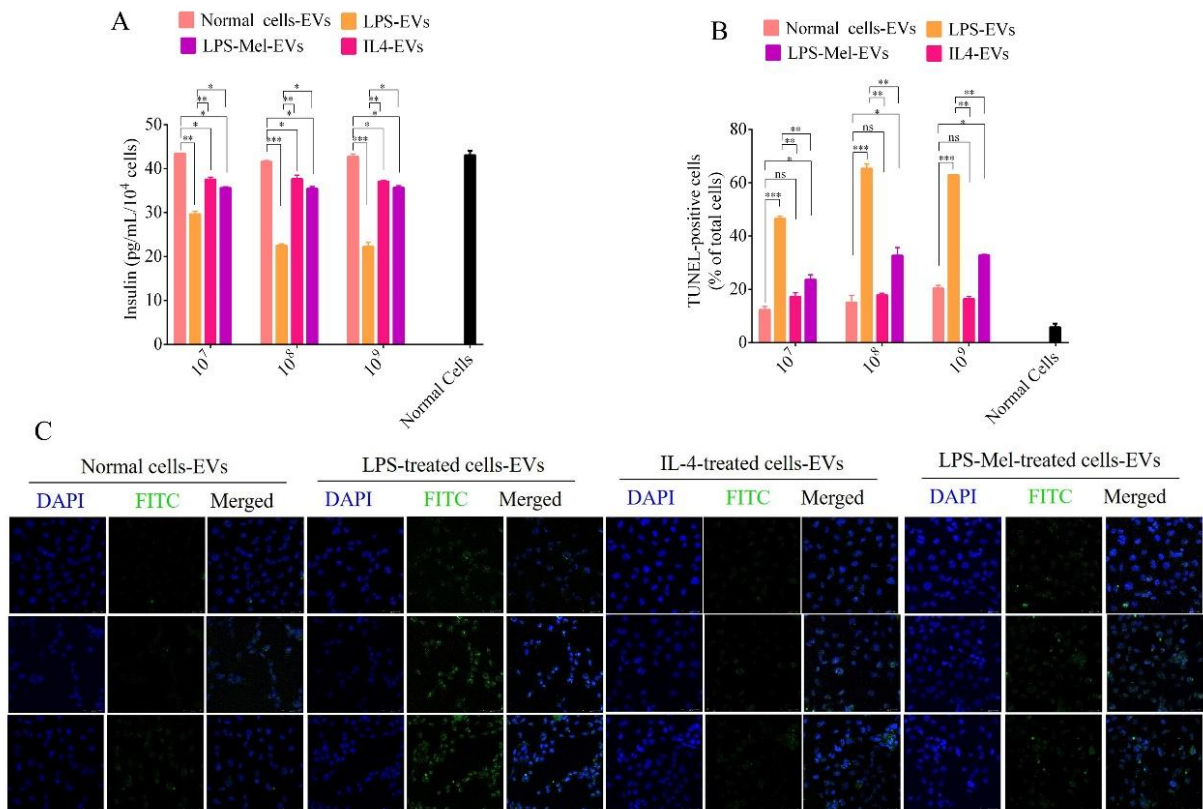 A
Normal cells-EVs
LPS-EVs
LPS-Mel-EVs
IL4-EVs
Insulin (pg/mL/10⁴ cells)
50
40
30
20
10
0
*
**
*
*
**
*
**
*
*
***
*
**
*
*
***
10⁷
10⁸
10⁹
Normal Cells
B
Normal cells-EVs
LPS-EVs
LPS-Mel-EVs
IL4-EVs
TUNEL-positive cells
(% of total cells)
80
60
40
20
0
**
**
*
ns
***
**
**
*
ns
***
**
**
*
ns
***
10⁷
10⁸
10⁹
Normal Cells
C
Normal cells-EVs
LPS-treated cells-EVs
IL-4-treated cells-EVs
LPS-Mel-treated cells-EVs
DAPI FITC Merged DAPI FITC Merged DAPI FITC Merged DAPI FITC Merged